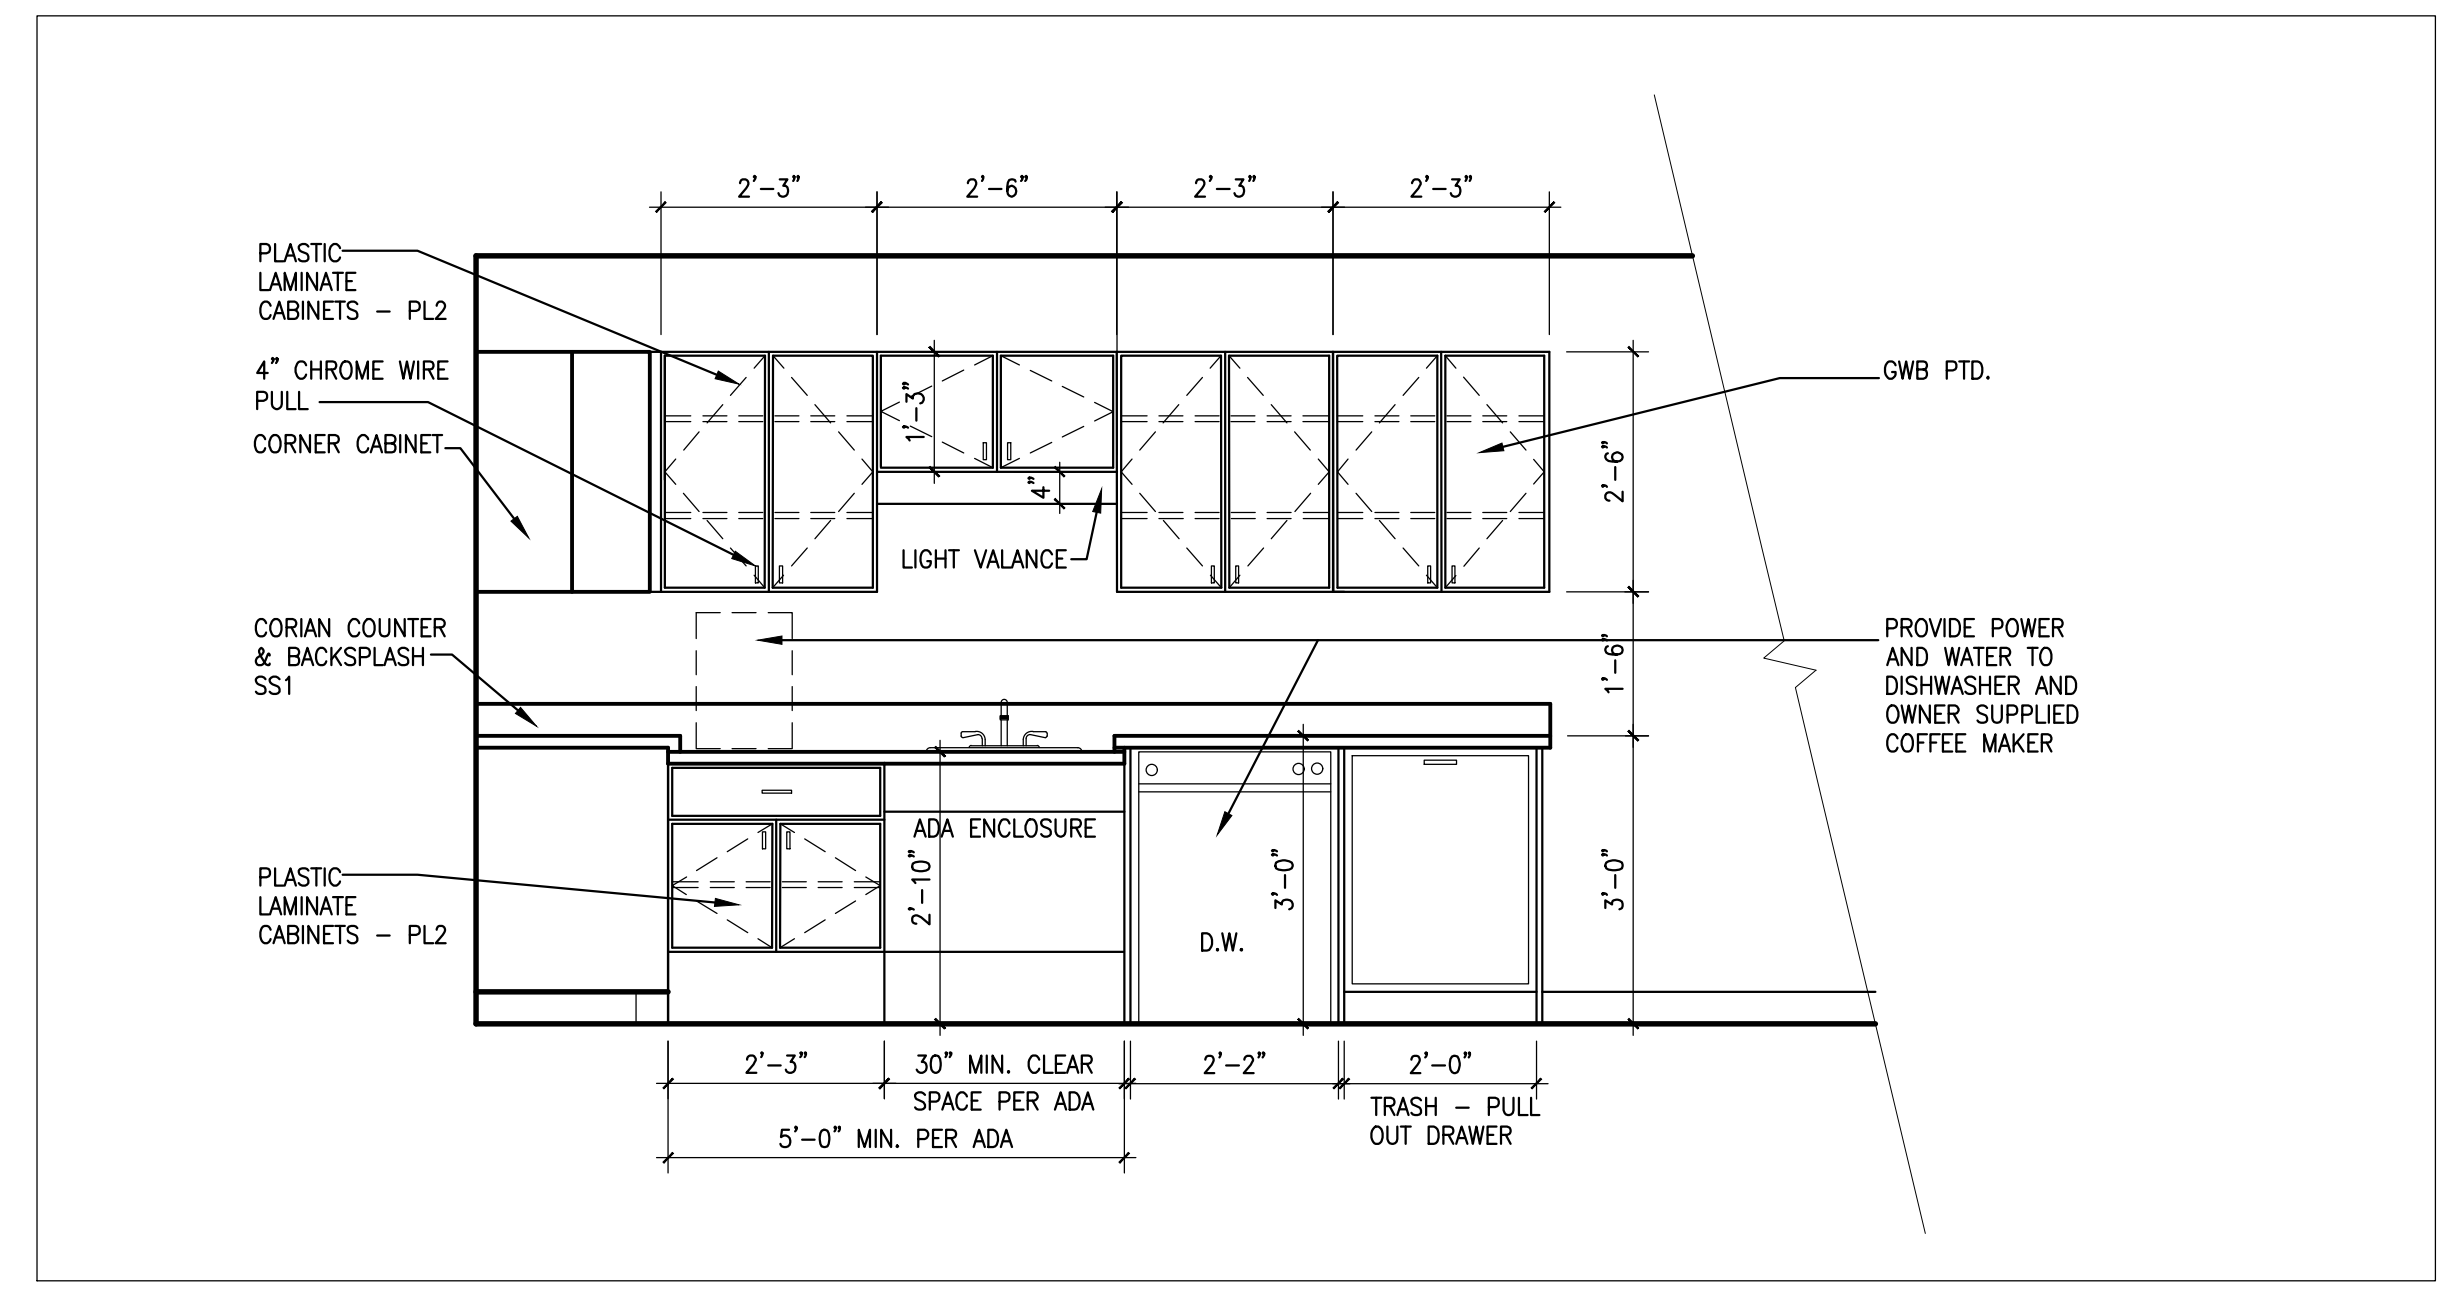 2'-3"
2'-6"
2'-3"
2'-3"
PLASTIC
LAMINATE
CABINETS - PL2
4" CHROME WIRE
PULL
CORNER CABINET
1'-3"
4"
LIGHT VALANCE
GWB PTD.
2'-6"
CORIAN COUNTER
& BACKSPLASH
SS1
1'-6"
PROVIDE POWER
AND WATER TO
DISHWASHER AND
OWNER SUPPLIED
COFFEE MAKER
ADA ENCLOSURE
2'-10"
3'-0"
3'-0"
PLASTIC
LAMINATE
CABINETS - PL2
D.W.
2'-3"
30" MIN. CLEAR
SPACE PER ADA
2'-2"
2'-0"
TRASH - PULL
OUT DRAWER
5'-0" MIN. PER ADA